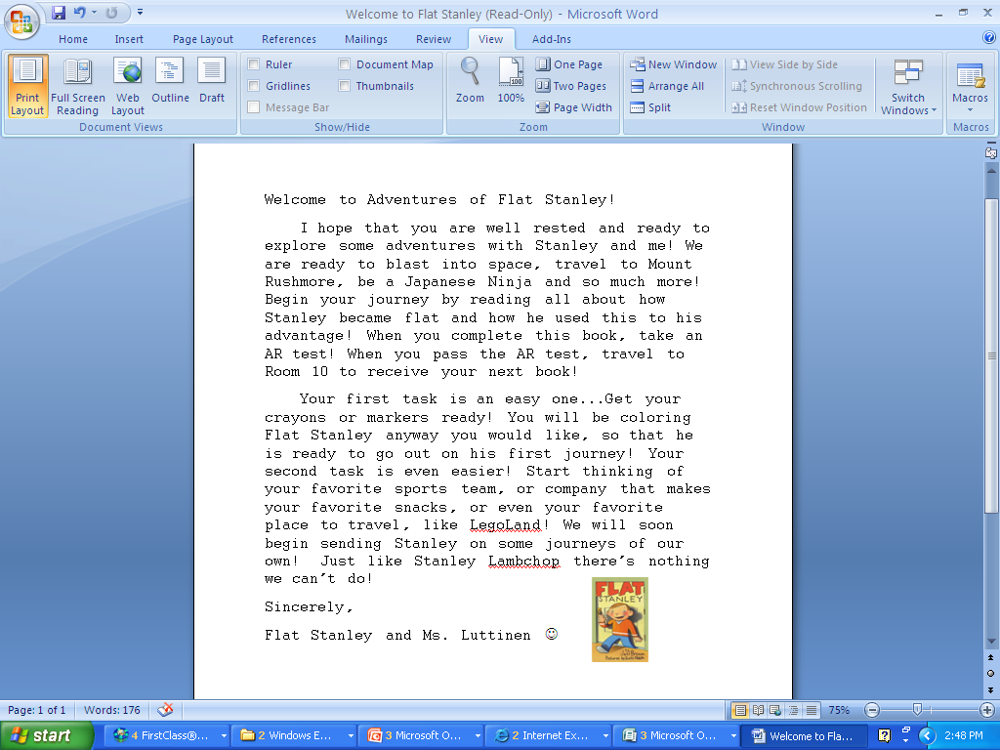 Welcome to Flat Stanley (Read-Only) - Microsoft Word
Home Insert Page Layout References Mailings Review View Add-Ins
Print Layout
Full Screen Reading
Web Layout
Outline
Draft
Document Views
Ruler
Gridlines
Message Bar
Document Map
Thumbnails
Show/Hide
Zoom
100
100%
One Page
Two Pages
Page Width
Zoom
New Window
Arrange All
Split
View Side by Side
Synchronous Scrolling
Reset Window Position
Switch Windows
Window
Macros
Macros
Welcome to Adventures of Flat Stanley!
I hope that you are well rested and ready to
explore some adventures with Stanley and me! We
are ready to blast into space, travel to Mount
Rushmore, be a Japanese Ninja and so much more!
Begin your journey by reading all about how
Stanley became flat and how he used this to his
advantage! When you complete this book, take an
AR test! When you pass the AR test, travel to
Room 10 to receive your next book!
Your first task is an easy one...Get your
crayons or markers ready! You will be coloring
Flat Stanley anyway you would like, so that he
is ready to go out on his first journey! Your
second task is even easier! Start thinking of
your favorite sports team, or company that makes
your favorite snacks, or even your favorite
place to travel, like LegoLand! We will soon
begin sending Stanley on some journeys of our
own! Just like Stanley Lambchop there's nothing
we can't do!
Sincerely,
Flat Stanley and Ms. Luttinen ☺
FLAT
STANLEY
Page: 1 of 1 Words: 176 75%
start 4 FirstClass®... 2 Windows E... 3 Microsoft O... 2 Internet Ex... 3 Microsoft O... Welcome to Fla... 2:48 PM